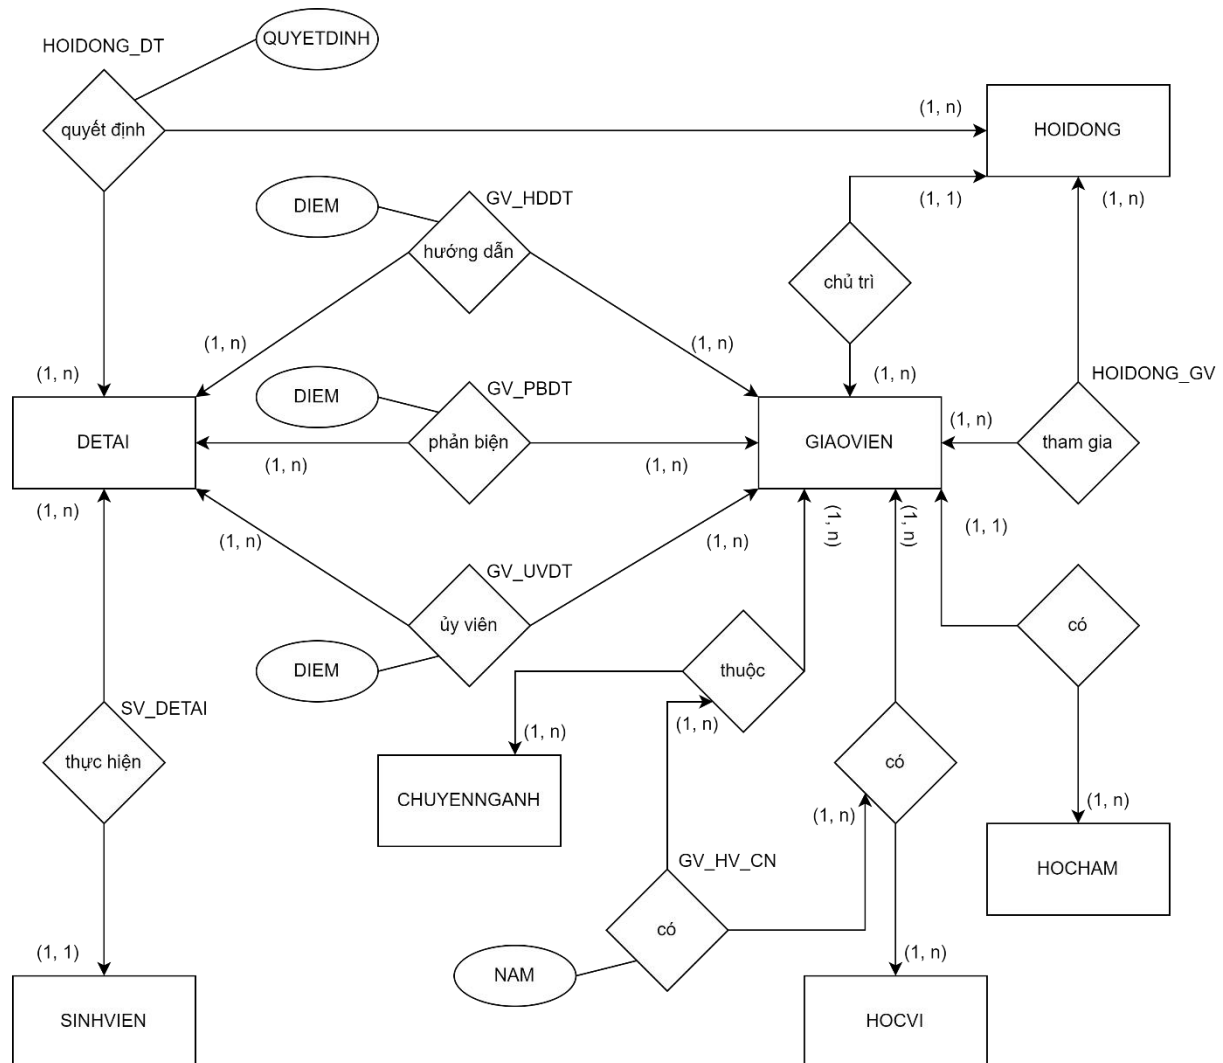 QUYETDINH
HOIDONG_DT
quyết định
(1, n)
HOIDONG
DIEM
GV_HDDT
hướng dẫn
(1, 1)
(1, n)
chủ trì
(1, n)
(1, n)
(1, n)
(1, n)
HOIDONG_GV
DIEM
GV_PBDT
phản biện
DETAI
GIAOVIEN
(1, n)
tham gia
(1, n)
(1, n)
(1, n)
(1, n)
(1, n)
(1, n)
(1, n)
(1, 1)
GV_UVDT
ủy viên
DIEM
có
thuộc
SV_DETAI
thực hiện
(1, n)
(1, n)
có
CHUYENNGANH
(1, n)
(1, n)
GV_HV_CN
HOCHAM
có
(1, 1)
NAM
(1, n)
SINHVIEN
HOCVI